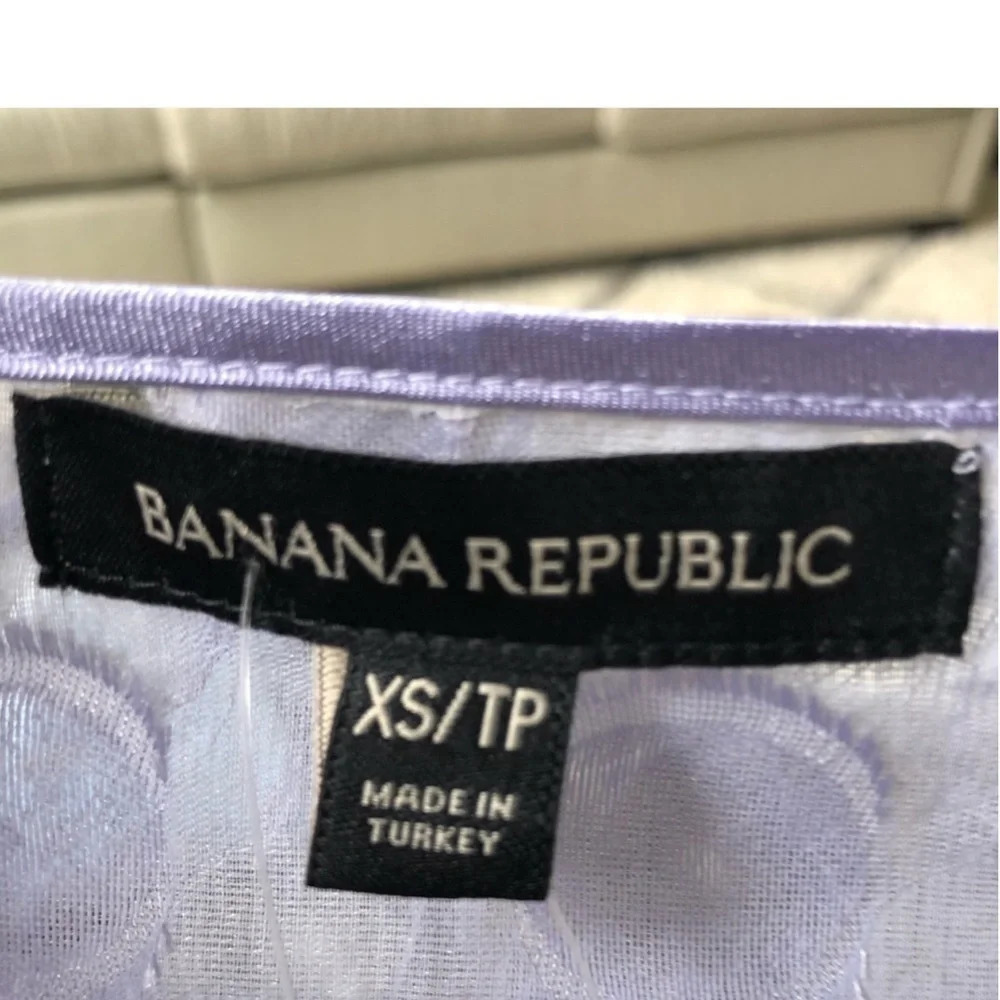 BANANA REPUBLIC
XS/TP
MADE IN
TURKEY